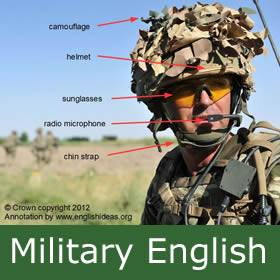 camouflage
helmet
sunglasses
radio microphone
chin strap
© Crown copyright 2012
Annotation by www.englishideas.org
Military English